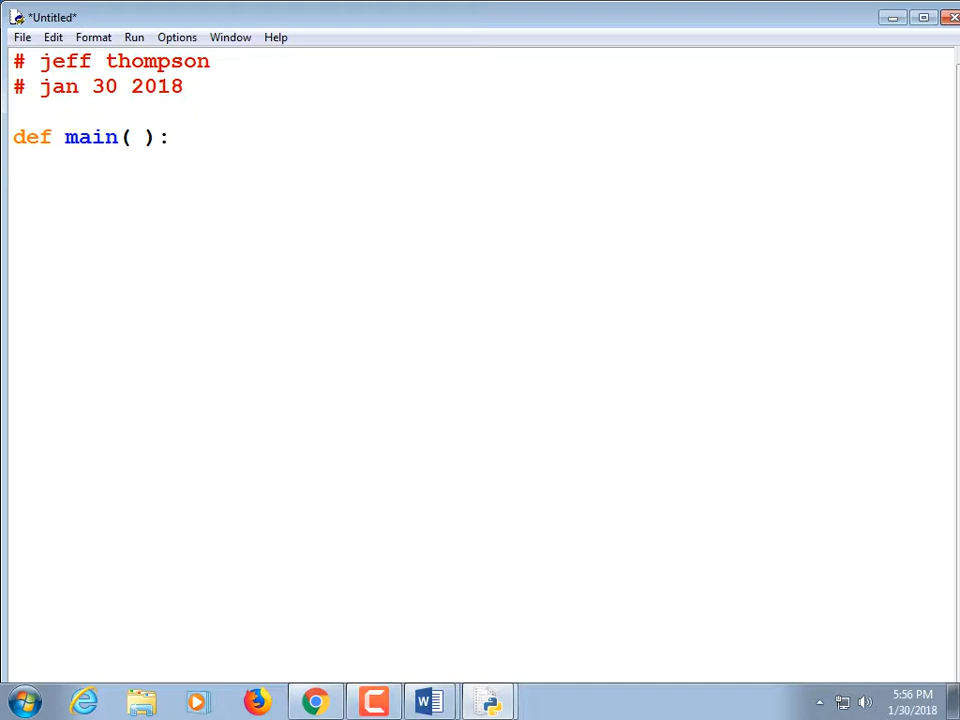 *Untitled*
File Edit Format Run Options Window Help
# jeff thompson
# jan 30 2018
def main( ):
5:56 PM
1/30/2018